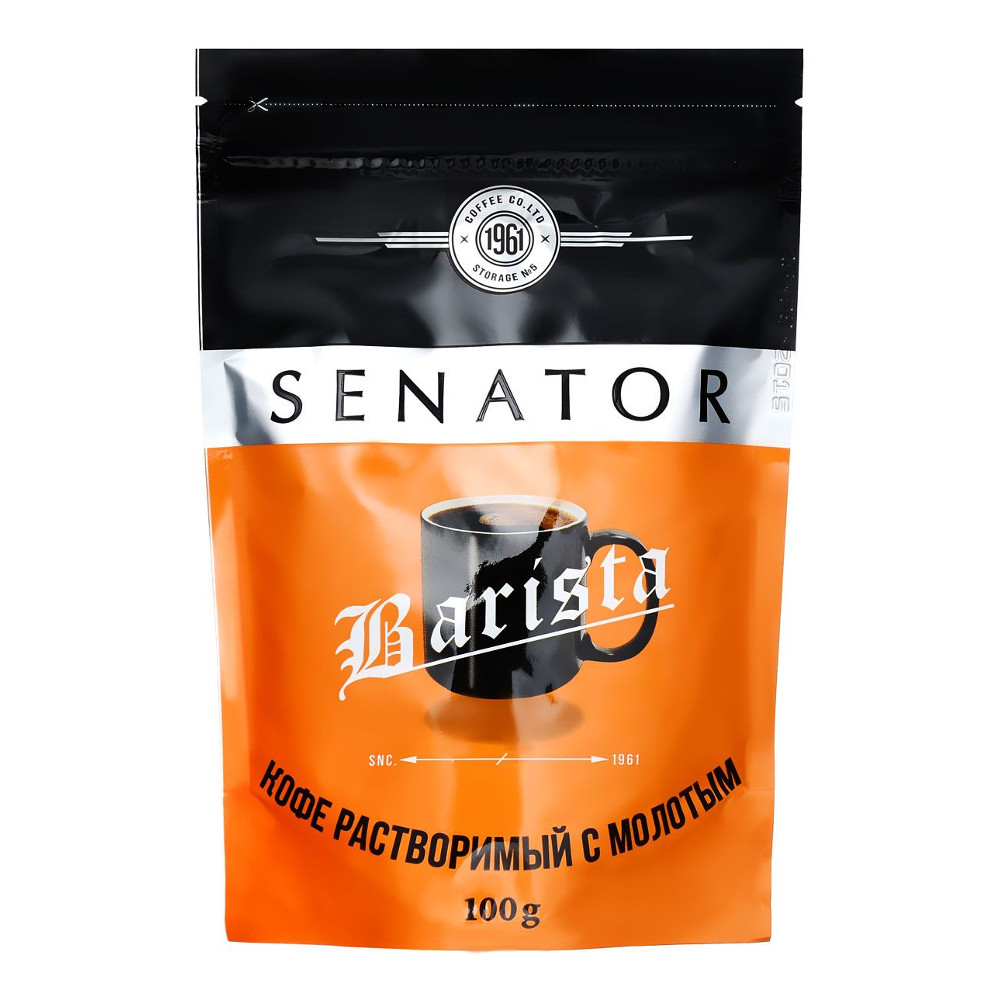 COFFEE CO.LTD
1961
STORAGE №5
SENATOR
Barista
SNC. 1961
КОФЕ РАСТВОРИМЫЙ С МОЛОТЫМ
100g